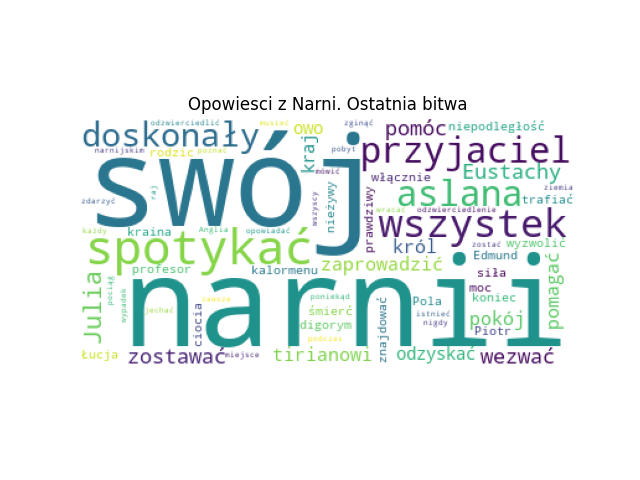 Opowiesci z Narni. Ostatnia bitwa
doskonały
odzwierciedlić
musieć
zginąć
owo
pomóc
niepodległość
narnijskim
rodzic
poznać
pobyt
kraj
przyjaciel
swój
mówić
włącznie
Eustachy
ziemia
zdarzyć
raj
wszyscy
nieżywy
prawdziwy
aslana
trafiać
wracać
odzwierciedlenie
każdy
kraina
Anglia
opowiadać
wszystek
spotykać
król
zostać
wyzwolić
Edmund
profesor
kalormenu
zaprowadzić
siła
pomagać
Julia
pociąg
wypadek
narnii
zawsze
poniekąd
moc
koniec
Pola
jechać
ciocia
śmierć
digorym
znajdować
istnieć
nigdy
pokój
Piotr
podczas
Łucja
zostawać
miejsce
tirianowi
odzyskać
wezwać